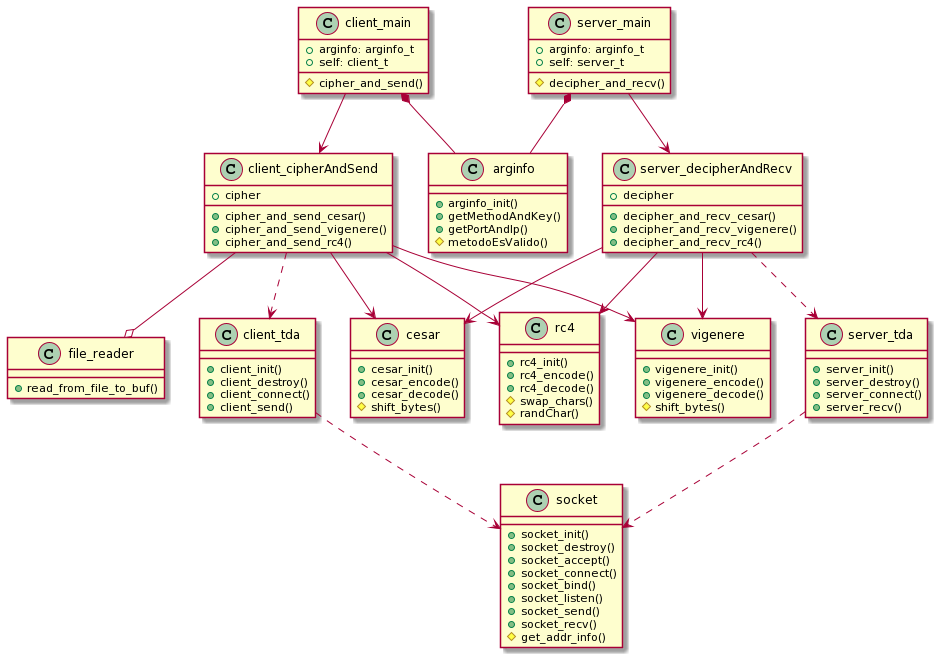 C client_main
arginfo: arginfo_t
self: client_t
cipher_and_send()
C server_main
arginfo: arginfo_t
self: server_t
decipher_and_recv()
C client_cipherAndSend
cipher
cipher_and_send_cesar()
cipher_and_send_vigenere()
cipher_and_send_rc4()
C arginfo
arginfo_init()
getMethodAndKey()
getPortAndIp()
metodoEsValido()
C server_decipherAndRecv
decipher
decipher_and_recv_cesar()
decipher_and_recv_vigenere()
decipher_and_recv_rc4()
C file_reader
read_from_file_to_buf()
C client_tda
client_init()
client_destroy()
client_connect()
client_send()
C cesar
cesar_init()
cesar_encode()
cesar_decode()
shift_bytes()
C rc4
rc4_init()
rc4_encode()
rc4_decode()
swap_chars()
randChar()
C vigenere
vigenere_init()
vigenere_encode()
vigenere_decode()
shift_bytes()
C server_tda
server_init()
server_destroy()
server_connect()
server_recv()
C socket
socket_init()
socket_destroy()
socket_accept()
socket_connect()
socket_bind()
socket_listen()
socket_send()
socket_recv()
get_addr_info()